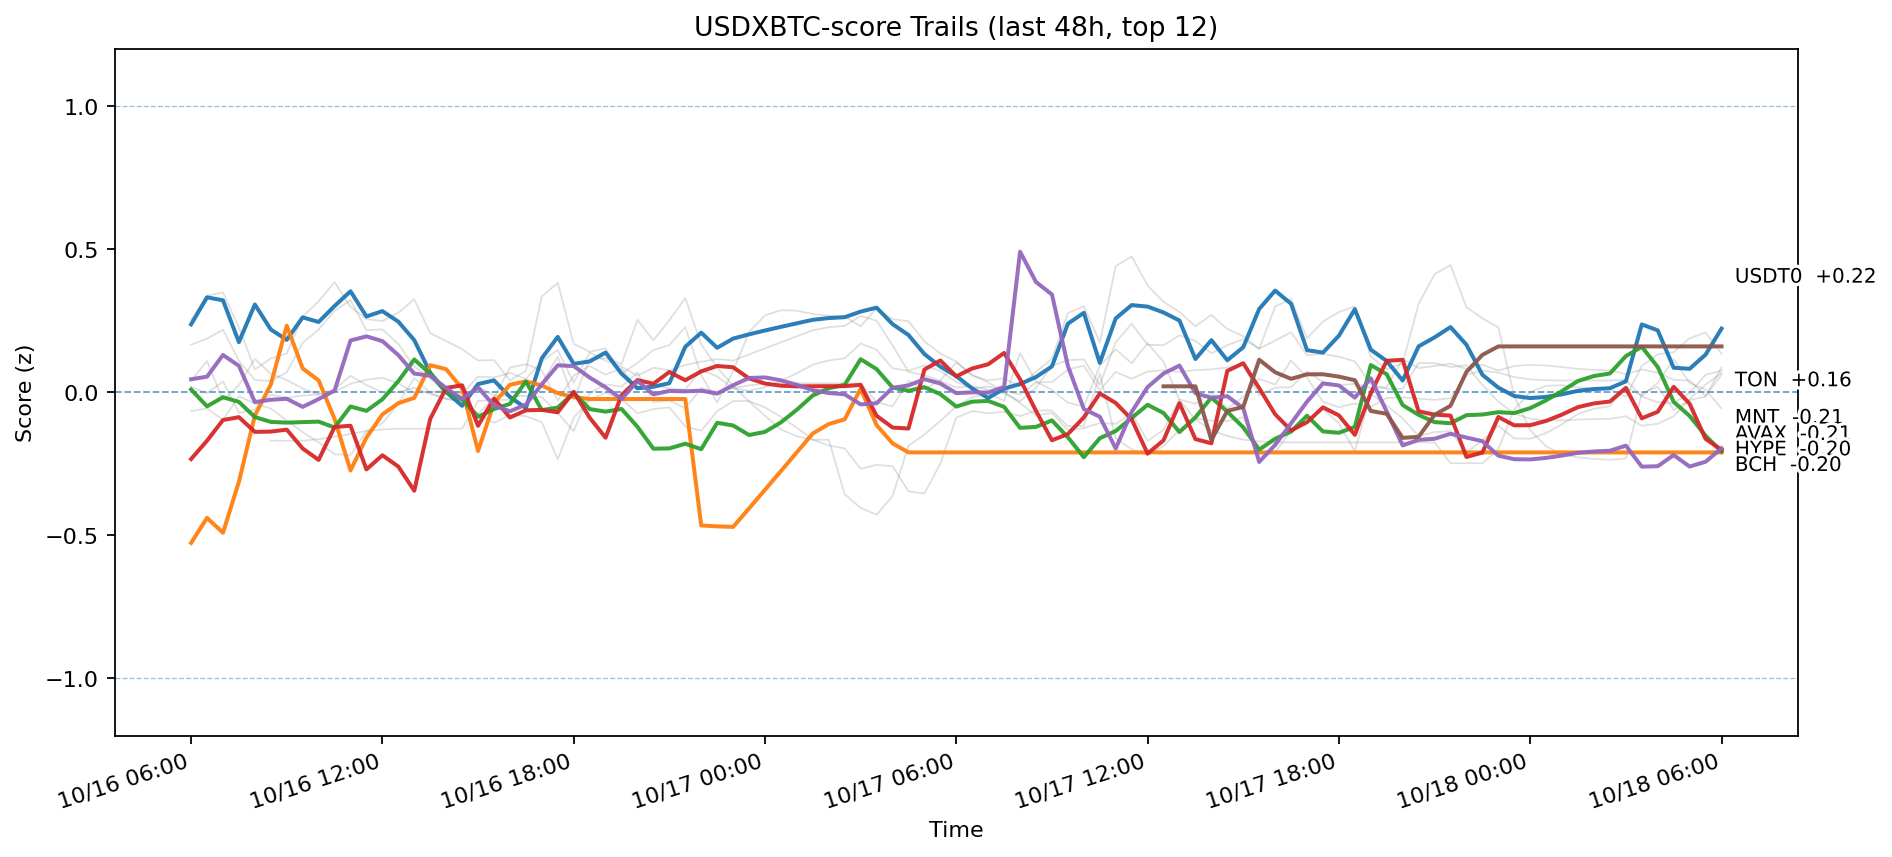 USDXBTC-score Trails (last 48h, top 12)
Score (z)
1.0
0.5
0.0
−0.5
−1.0
USDT0 +0.22
TON +0.16
MNT -0.21
AVAX -0.21
HYPE -0.20
BCH -0.20
10/16 06:00
10/16 12:00
10/16 18:00
10/17 00:00
10/17 06:00
10/17 12:00
10/17 18:00
10/18 00:00
10/18 06:00
Time